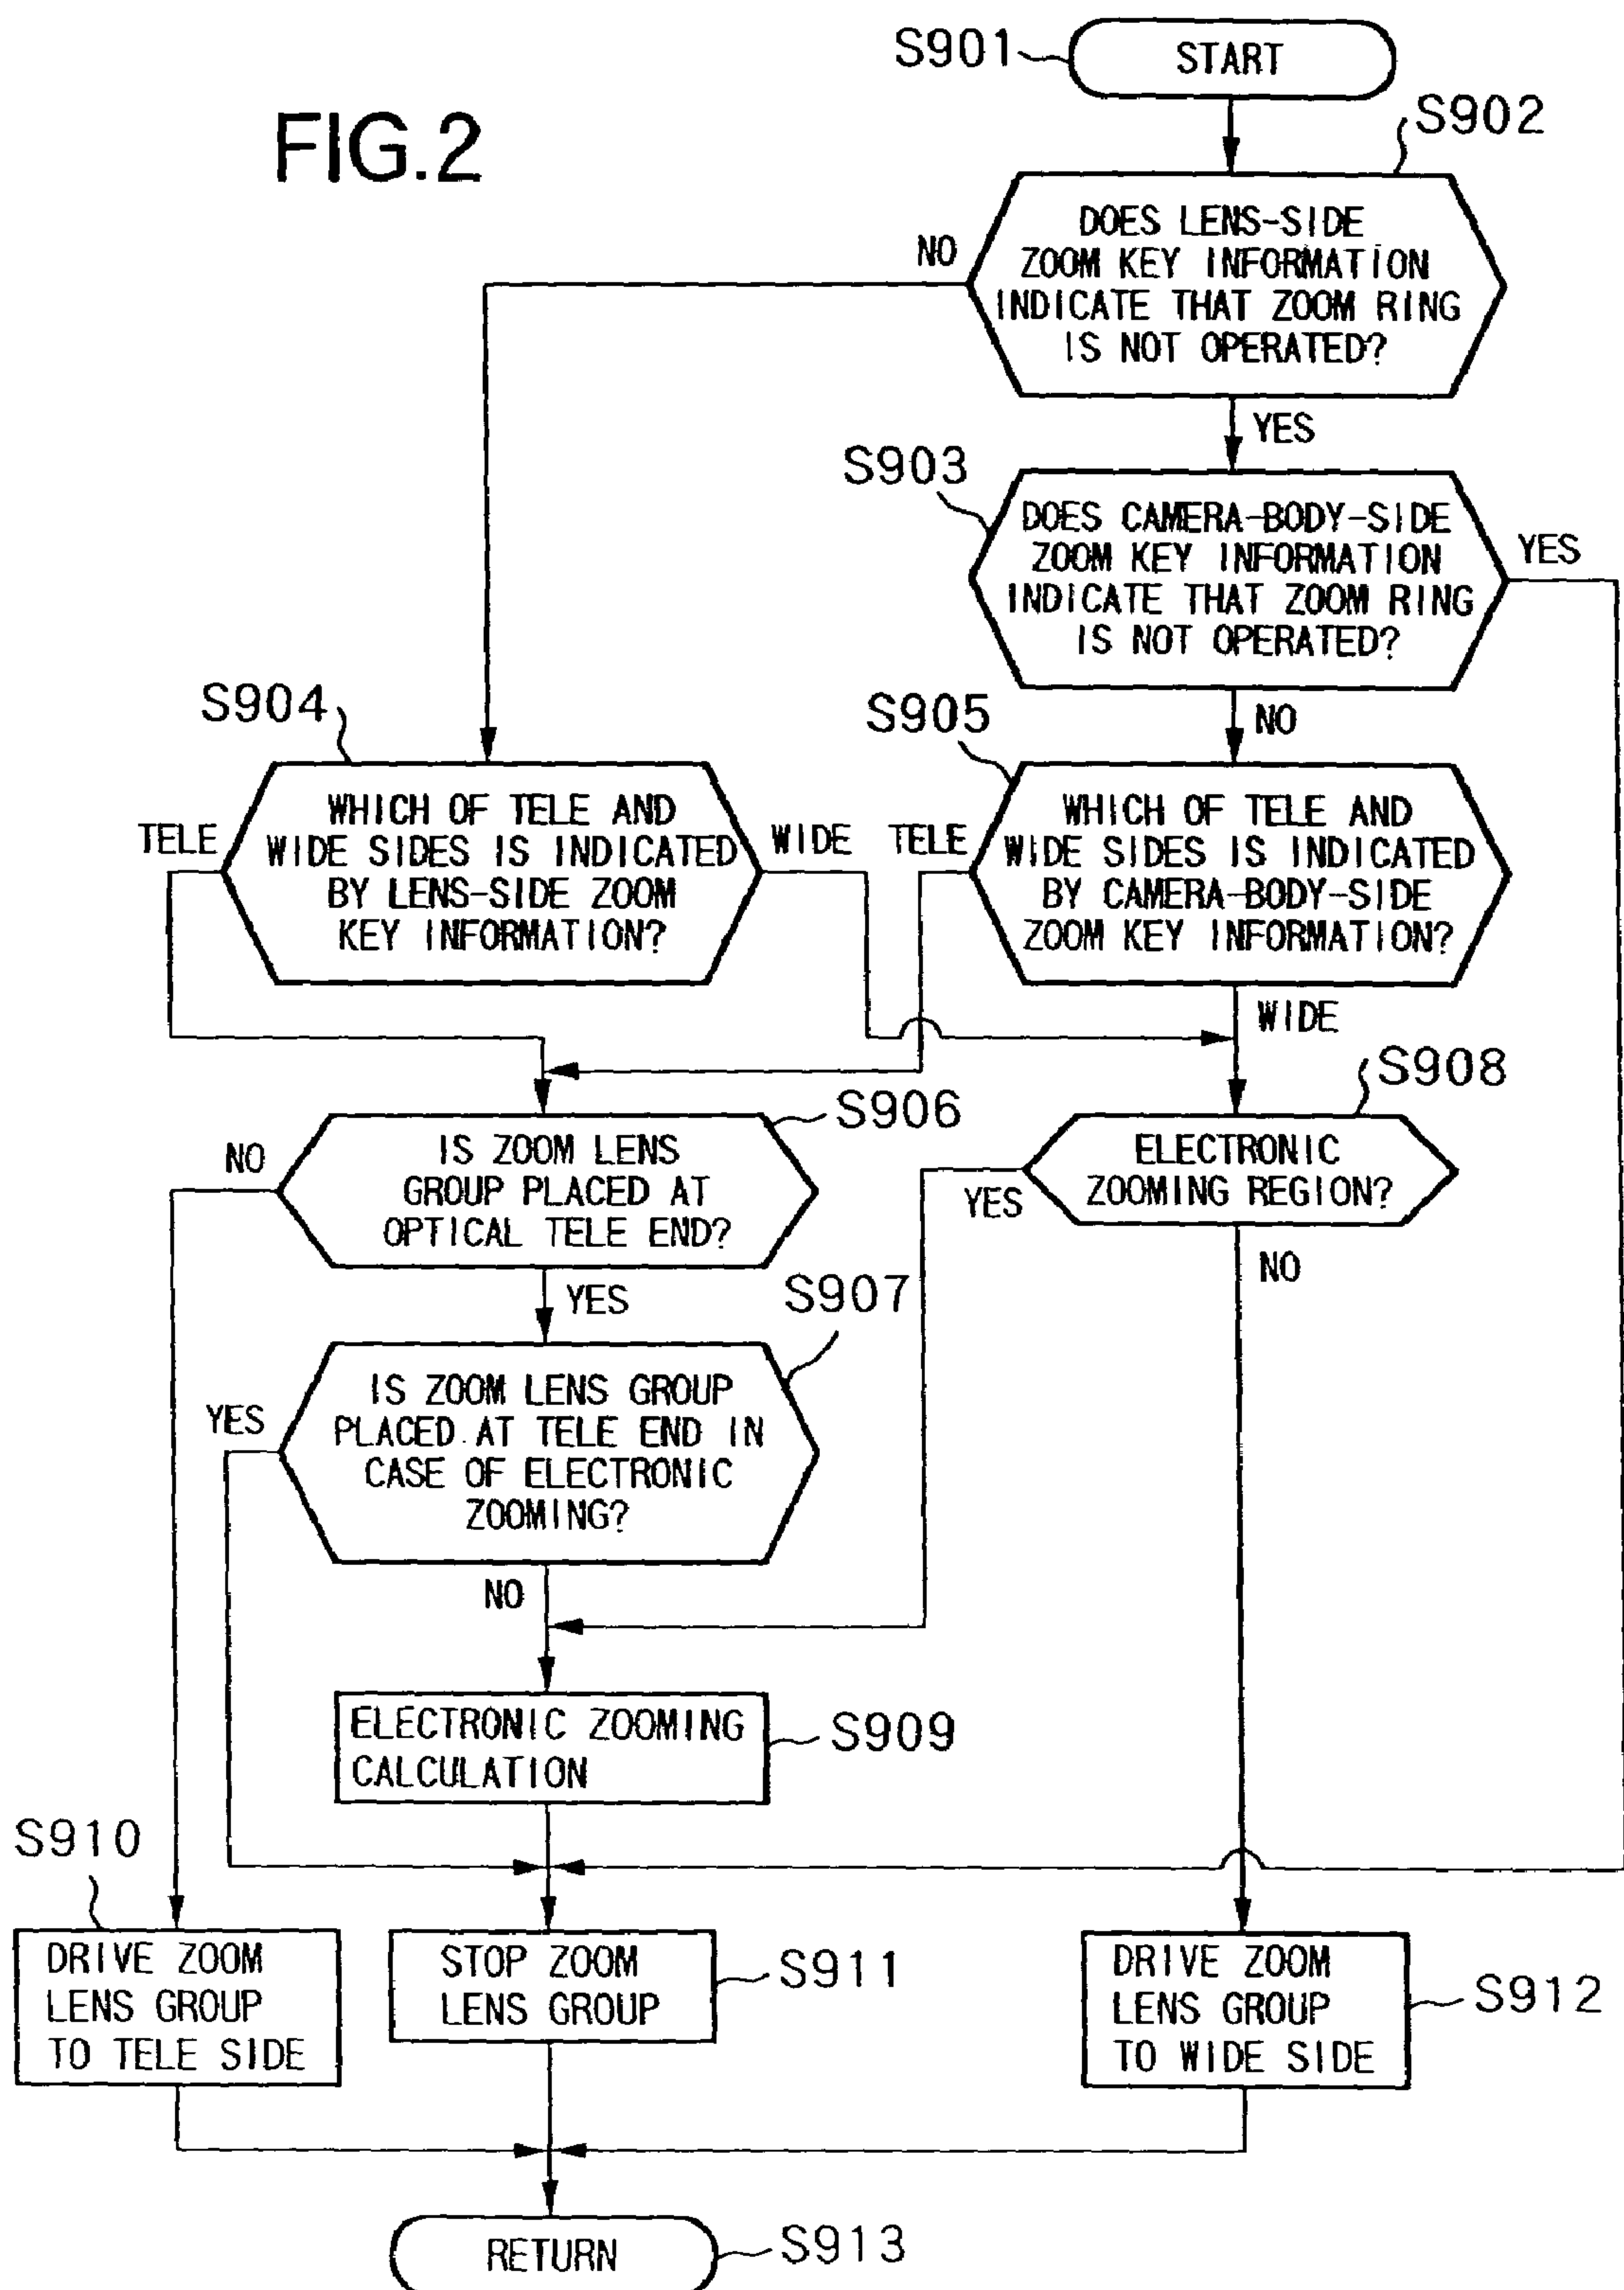 FIG.2
S901
START
S902
DOES LENS-SIDE
ZOOM KEY INFORMATION
INDICATE THAT ZOOM RING
IS NOT OPERATED?
NO
YES
S903
DOES CAMERA-BODY-SIDE
ZOOM KEY INFORMATION
INDICATE THAT ZOOM RING
IS NOT OPERATED?
YES
NO
S904
WHICH OF TELE AND
WIDE SIDES IS INDICATED
BY LENS-SIDE ZOOM
KEY INFORMATION?
TELE
WIDE
S905
WHICH OF TELE AND
WIDE SIDES IS INDICATED
BY CAMERA-BODY-SIDE
ZOOM KEY INFORMATION?
TELE
WIDE
S906
IS ZOOM LENS
GROUP PLACED AT
OPTICAL TELE END?
NO
YES
S908
ELECTRONIC
ZOOMING REGION?
YES
NO
S907
IS ZOOM LENS GROUP
PLACED AT TELE END IN
CASE OF ELECTRONIC
ZOOMING?
YES
NO
ELECTRONIC ZOOMING
CALCULATION
S909
S910
DRIVE ZOOM
LENS GROUP
TO TELE SIDE
STOP ZOOM
LENS GROUP
S911
DRIVE ZOOM
LENS GROUP
TO WIDE SIDE
S912
RETURN
S913